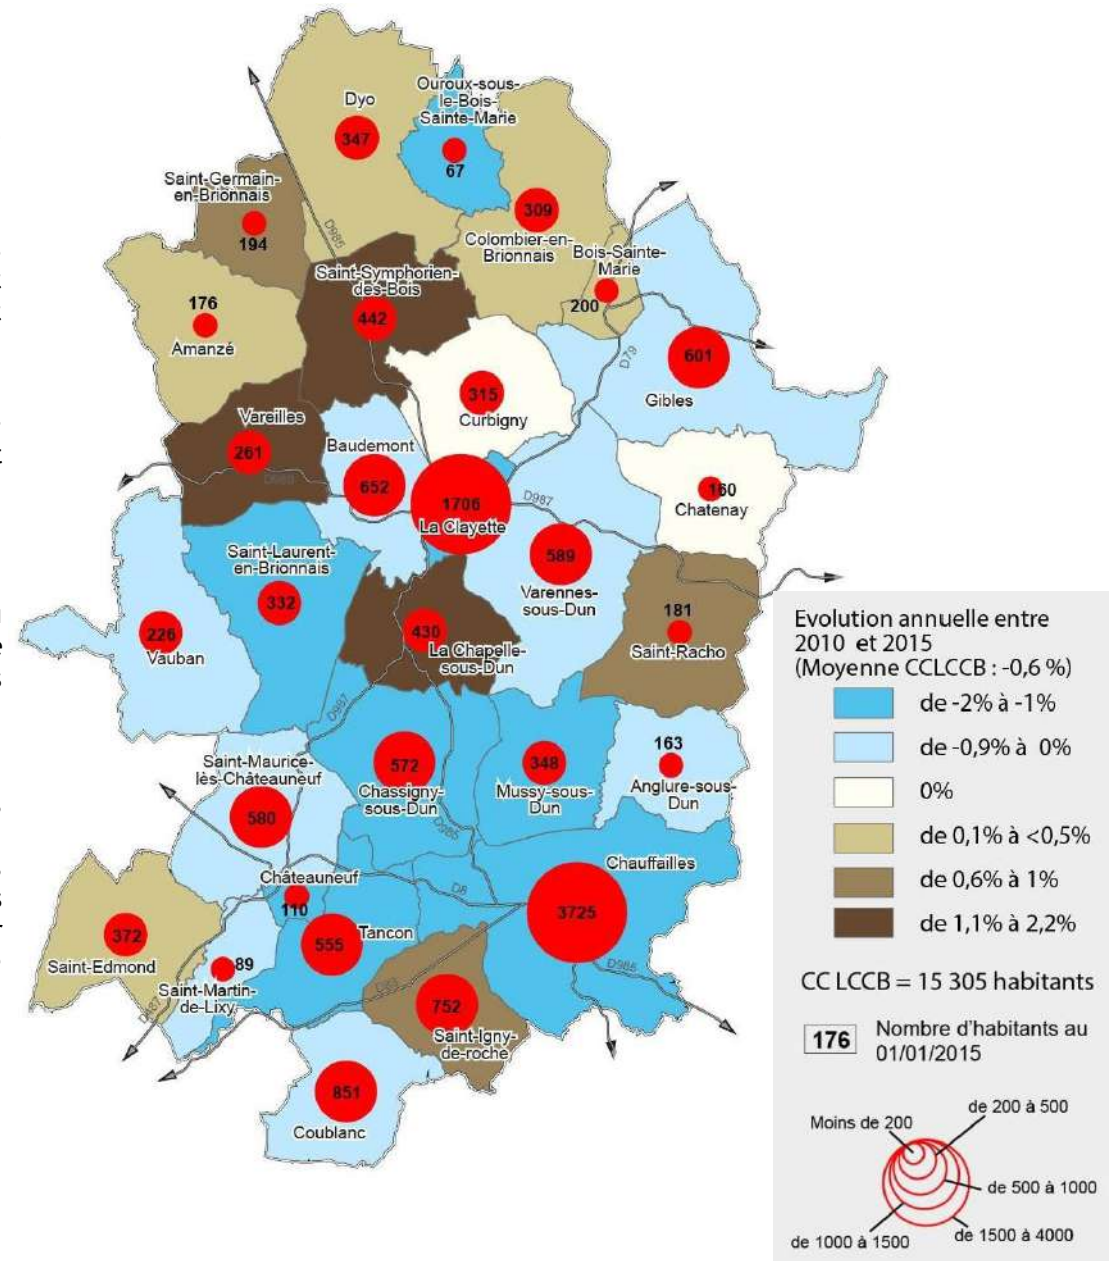 Dyo
347
Ouroux-sous-
le-Bois-
Sainte-Marie
67
Saint-Germain-
en-Brionnais
194
D985
309
Colombier-en-
Brionnais
Bois-Sainte-
Marie
200
Saint-Symphorien-
des-Bois
442
176
Amanzé
601
Gibles
D79
315
Curbigny
Vareilles
261
D989
Baudemont
652
1706
La Clayette
D987
160
Chatenay
589
Varennes-
sous-Dun
Saint-Laurent-
en-Brionnais
332
226
Vauban
430
La Chapelle-
sous-Dun
181
Saint-Racho
D987
Saint-Maurice-
lès-Châteauneuf
580
572
Chassigny-
sous-Dun
348
Mussy-sous-
Dun
163
Anglure-sous-
Dun
D985
Châteauneuf
110
D8
Chauffailles
3725
D985
372
Saint-Edmond
555
Tancon
89
Saint-Martin-
de-Lixy
D487
D83
752
Saint-Igny-
de-roche
851
Coublanc
Evolution annuelle entre
2010 et 2015
(Moyenne CCLCCB : -0,6 %)
de -2% à -1%
de -0,9% à 0%
0%
de 0,1% à <0,5%
de 0,6% à 1%
de 1,1% à 2,2%
CC LCCB = 15 305 habitants
176
Nombre d'habitants au
01/01/2015
Moins de 200
de 200 à 500
de 500 à 1000
de 1000 à 1500
de 1500 à 4000